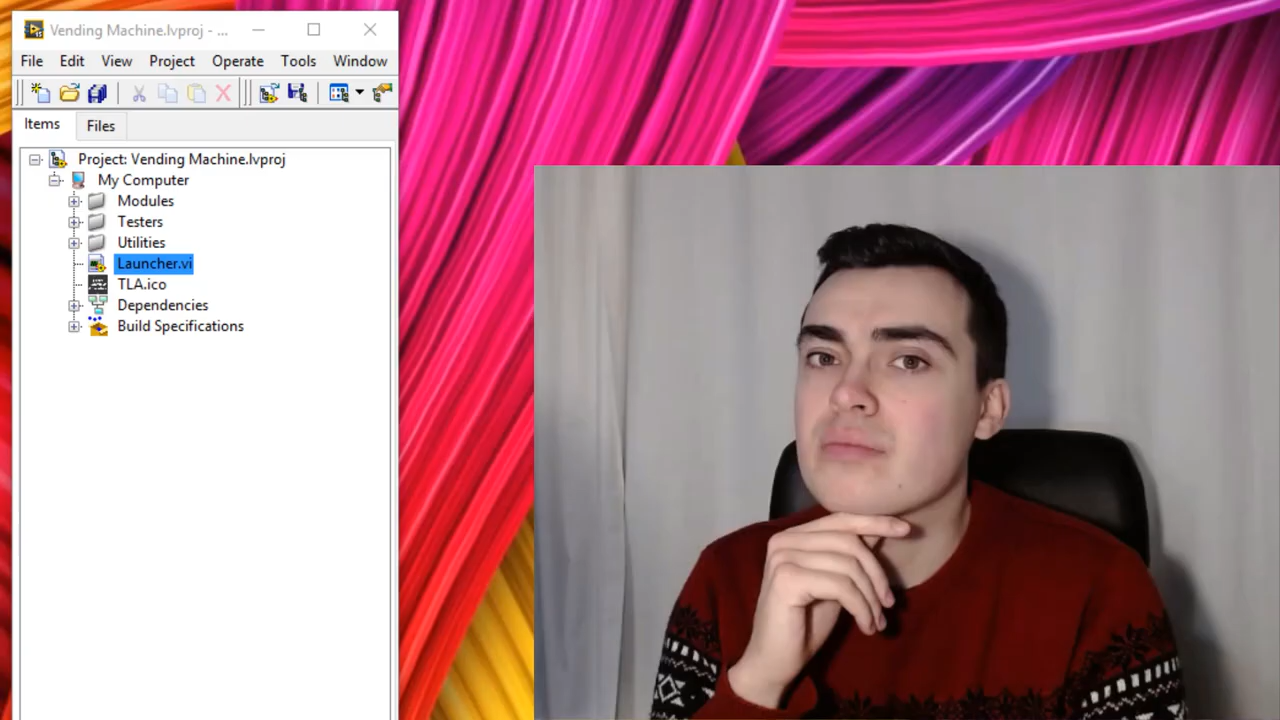 Vending Machine.lvproj - ...
File Edit View Project Operate Tools Window
Items Files
Project: Vending Machine.lvproj
My Computer
Modules
Testers
Utilities
Launcher.vi
TLA.ico
Dependencies
Build Specifications